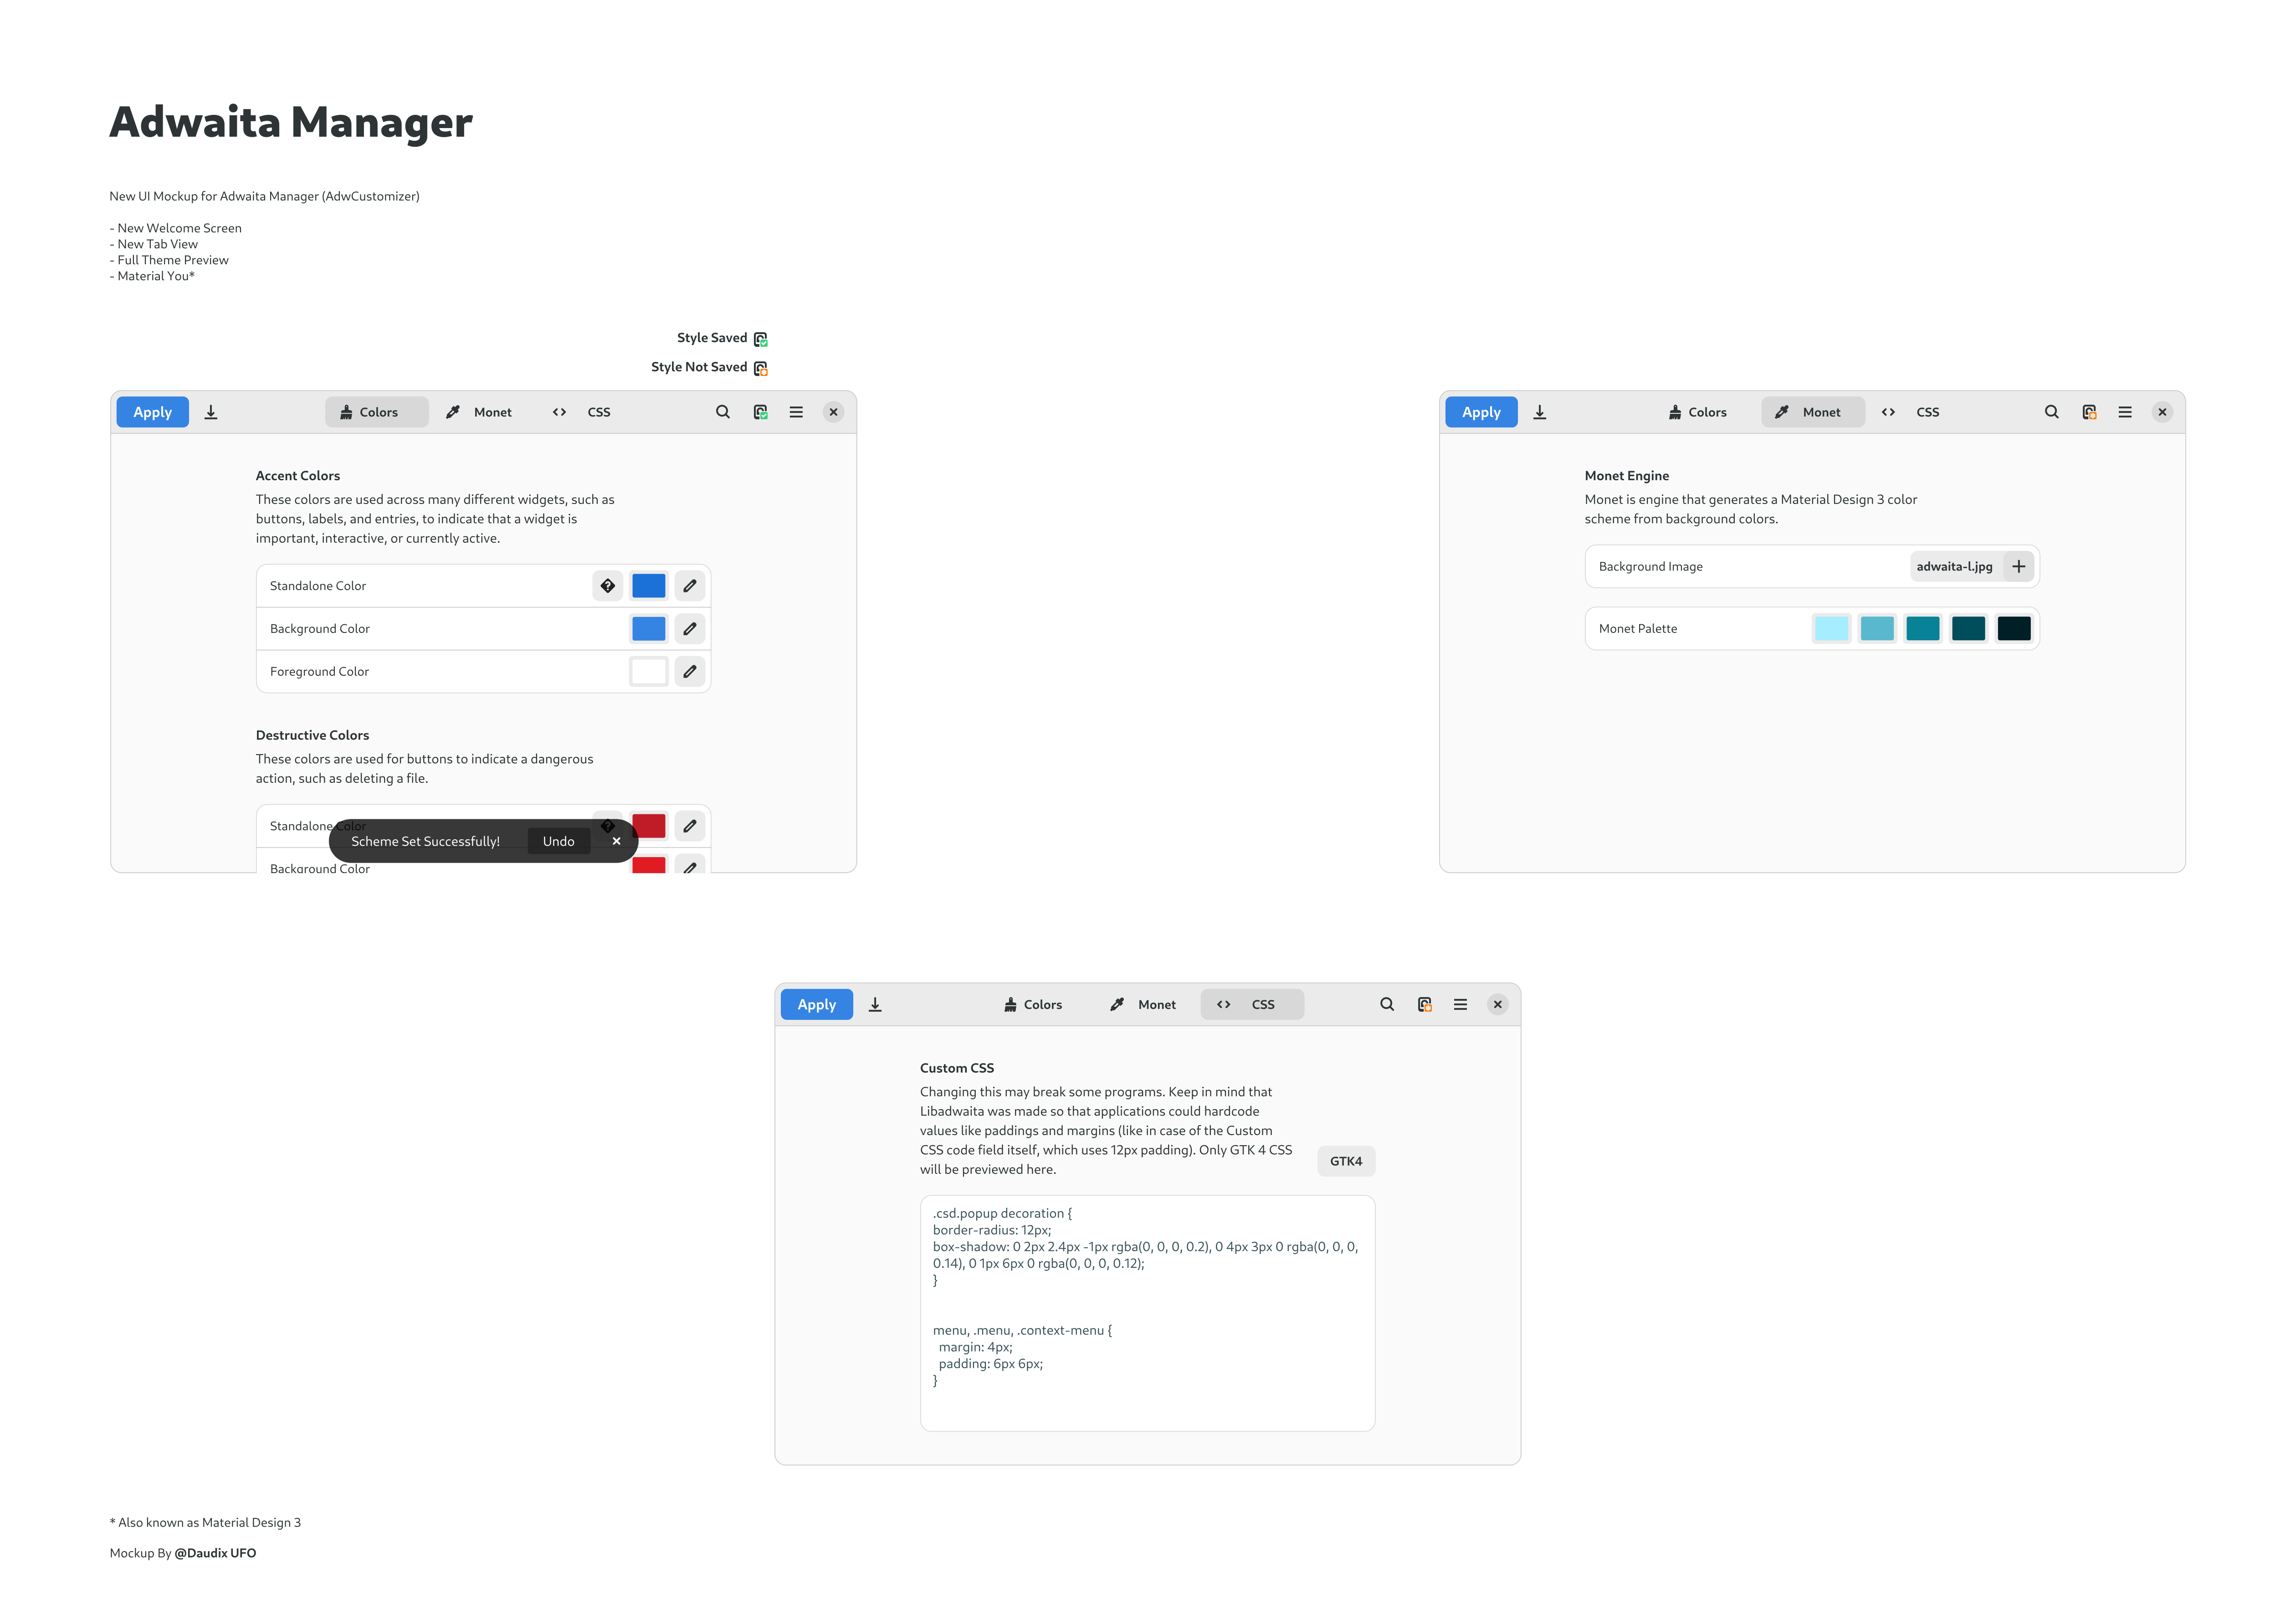 Adwaita Manager
New UI Mockup for Adwaita Manager (AdwCustomizer)
- New Welcome Screen
- New Tab View
- Full Theme Preview
- Material You*
Style Saved
Style Not Saved
Apply
Colors
Monet
CSS
Accent Colors
These colors are used across many different widgets, such as
buttons, labels, and entries, to indicate that a widget is
important, interactive, or currently active.
Standalone Color
Background Color
Foreground Color
Destructive Colors
These colors are used for buttons to indicate a dangerous
action, such as deleting a file.
Standalone Color
Scheme Set Successfully! Undo
Background Color
Apply
Colors
Monet
CSS
Monet Engine
Monet is engine that generates a Material Design 3 color
scheme from background colors.
Background Image adwaita-l.jpg
Monet Palette
Apply
Colors
Monet
CSS
Custom CSS
Changing this may break some programs. Keep in mind that
Libadwaita was made so that applications could hardcode
values like paddings and margins (like in case of the Custom
CSS code field itself, which uses 12px padding). Only GTK 4 CSS
will be previewed here.
GTK4
.csd.popup decoration {
border-radius: 12px;
box-shadow: 0 2px 2.4px -1px rgba(0, 0, 0, 0.2), 0 4px 3px 0 rgba(0, 0, 0,
0.14), 0 1px 6px 0 rgba(0, 0, 0, 0.12);
}
menu, .menu, .context-menu {
margin: 4px;
padding: 6px 6px;
}
* Also known as Material Design 3
Mockup By @Daudix UFO